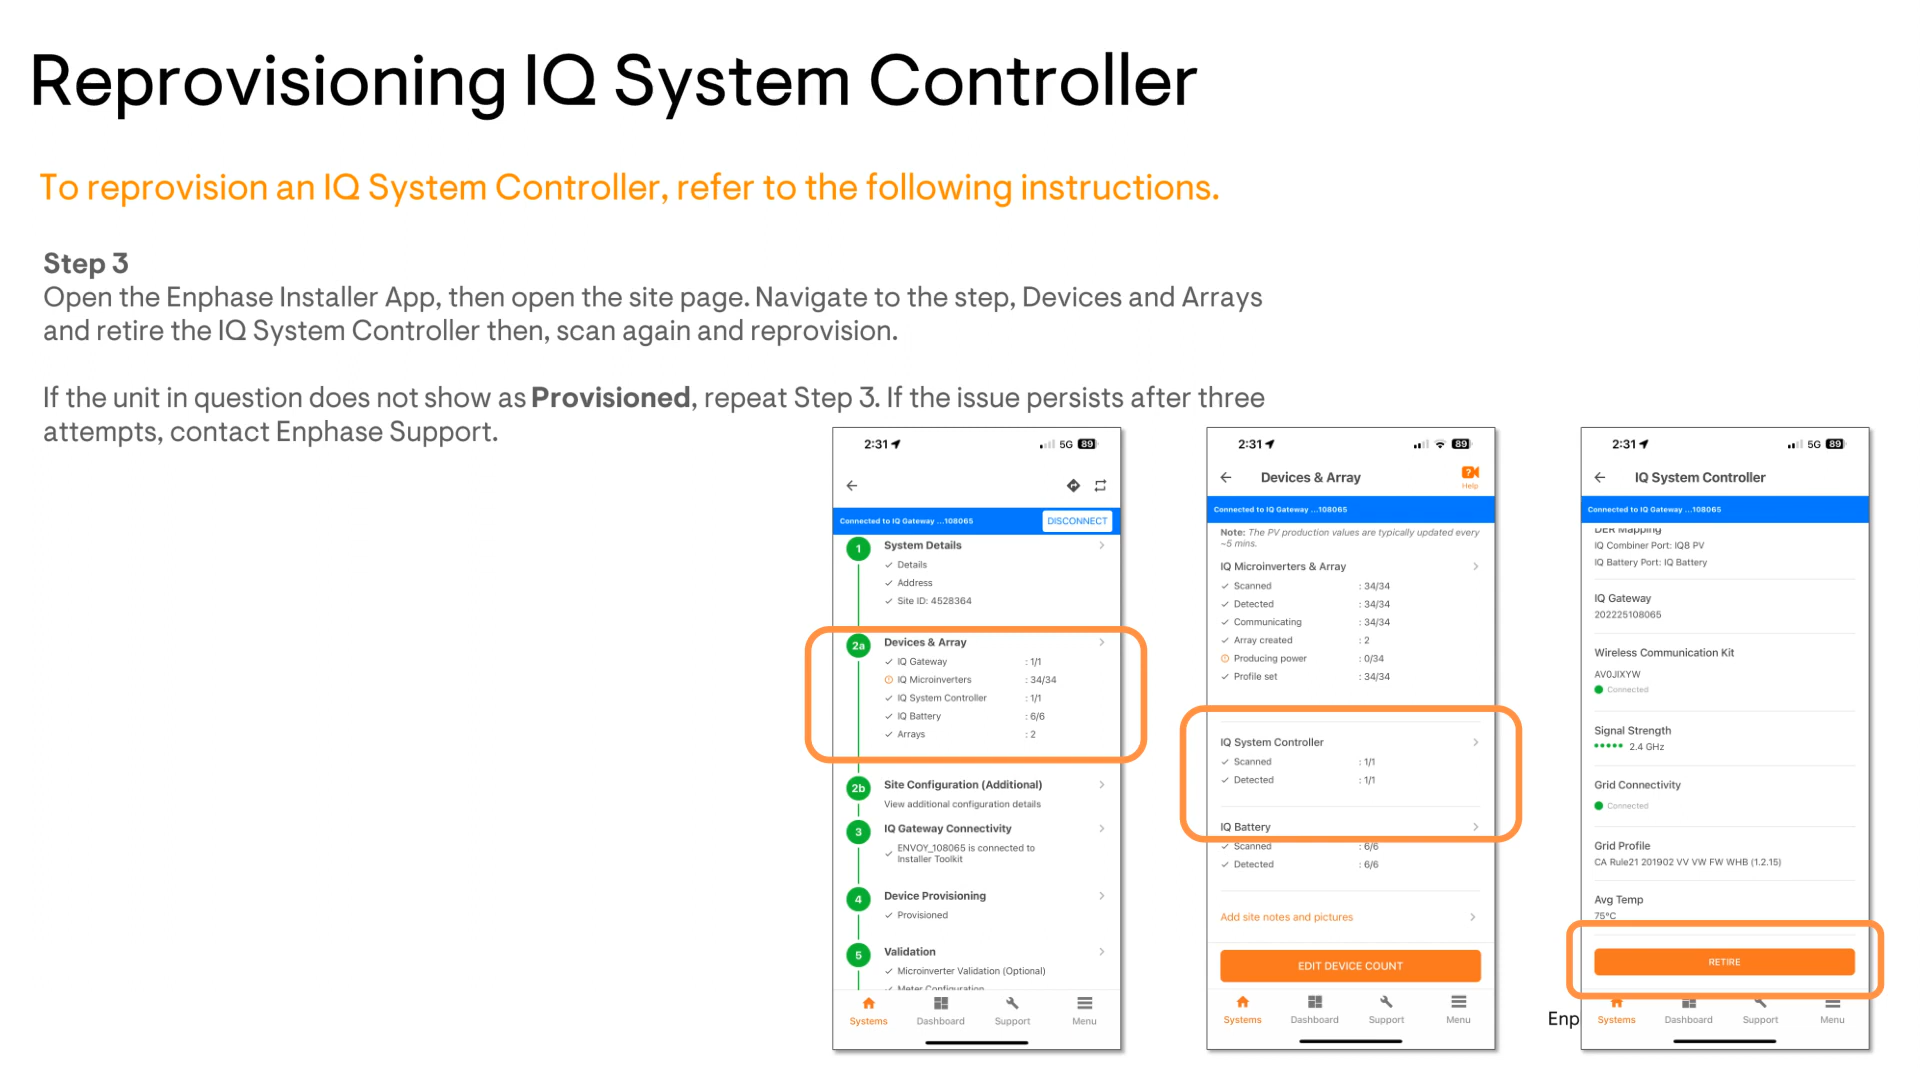 Reprovisioning IQ System Controller
To reprovision an IQ System Controller, refer to the following instructions.
Step 3
Open the Enphase Installer App, then open the site page. Navigate to the step, Devices and Arrays
and retire the IQ System Controller then, scan again and reprovision.
If the unit in question does not show as Provisioned, repeat Step 3. If the issue persists after three
attempts, contact Enphase Support.
2:31
5G 89
Connected to IQ Gateway ...108065
DISCONNECT
1
System Details
Details
Address
Site ID: 4528364
2a
Devices & Array
IQ Gateway : 1/1
IQ Microinverters : 34/34
IQ System Controller : 1/1
IQ Battery : 6/6
Arrays : 2
2b
Site Configuration (Additional)
View additional configuration details
3
IQ Gateway Connectivity
ENVOY_108065 is connected to
Installer Toolkit
4
Device Provisioning
Provisioned
5
Validation
Microinverter Validation (Optional)
Meter Configuration
Systems Dashboard Support Menu
2:31
89
Devices & Array
Help
Connected to IQ Gateway ...108065
Note: The PV production values are typically updated every
~5 mins.
IQ Microinverters & Array
Scanned : 34/34
Detected : 34/34
Communicating : 34/34
Array created : 2
Producing power : 0/34
Profile set : 34/34
IQ System Controller
Scanned : 1/1
Detected : 1/1
IQ Battery
Scanned : 6/6
Detected : 6/6
Add site notes and pictures
EDIT DEVICE COUNT
Systems Dashboard Support Menu
2:31
5G 89
IQ System Controller
Connected to IQ Gateway ...108065
DER Mapping
IQ Combiner Port: IQ8 PV
IQ Battery Port: IQ Battery
IQ Gateway
202225108065
Wireless Communication Kit
AV0JIXYW
Connected
Signal Strength
2.4 GHz
Grid Connectivity
Connected
Grid Profile
CA Rule21 201902 VV VW FW WHB (1.2.15)
Avg Temp
75°C
RETIRE
Systems Dashboard Support Menu
Enp